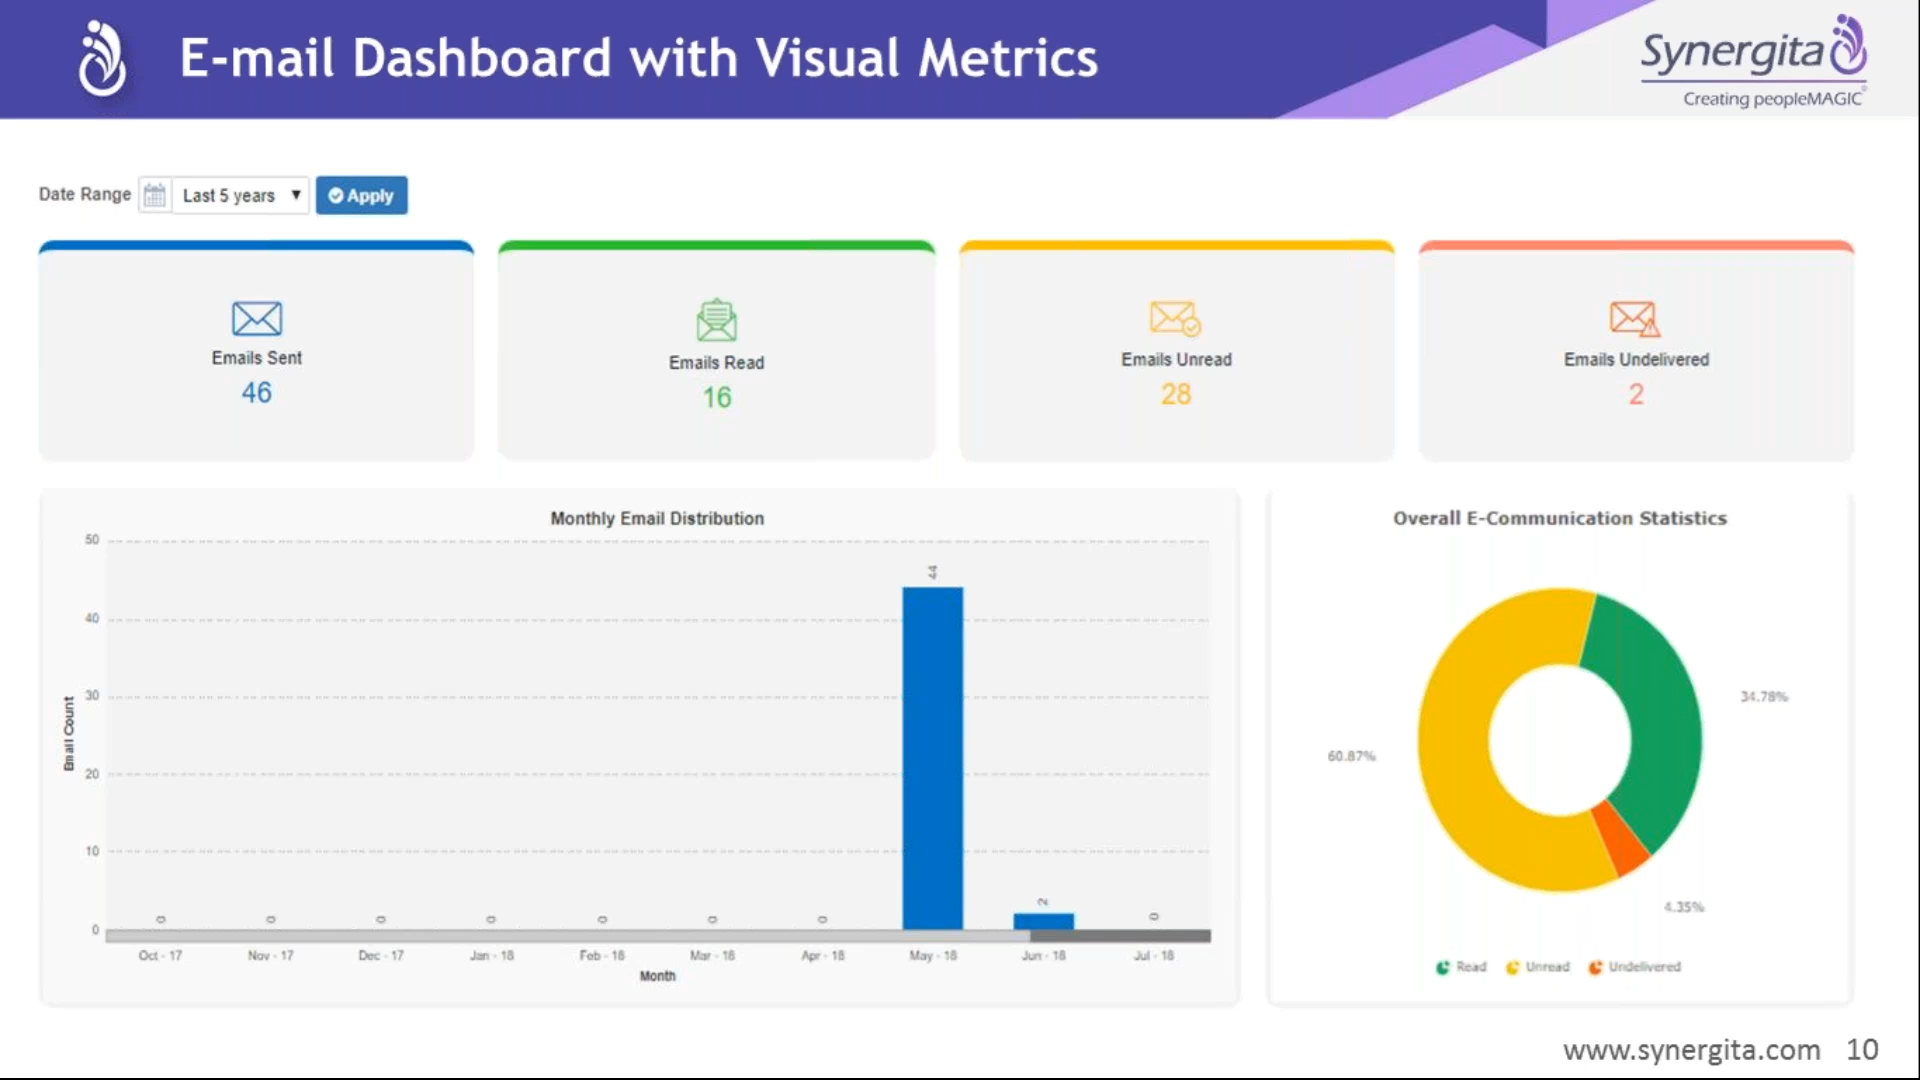 E-mail Dashboard with Visual Metrics
Synergita
Creating peopleMAGIC®
Date Range
Last 5 years
Apply
Emails Sent
46
Emails Read
16
Emails Unread
28
Emails Undelivered
2
Monthly Email Distribution
50
40
30
20
10
0
Email Count
0 0 0 0 0 0 0 44 2 0
Oct - 17 Nov - 17 Dec - 17 Jan - 18 Feb - 18 Mar - 18 Apr - 18 May - 18 Jun - 18 Jul - 18
Month
Overall E-Communication Statistics
34.78%
60.87%
4.35%
Read Unread Undelivered
www.synergita.com 10